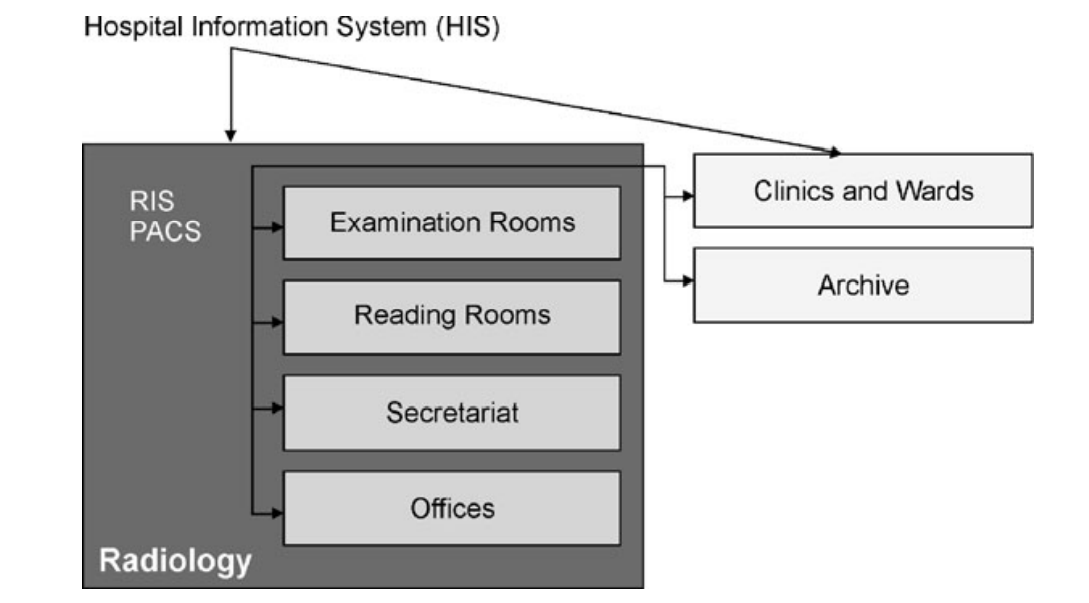 Hospital Information System (HIS)
RIS
PACS
Examination Rooms
Reading Rooms
Secretariat
Offices
Radiology
Clinics and Wards
Archive